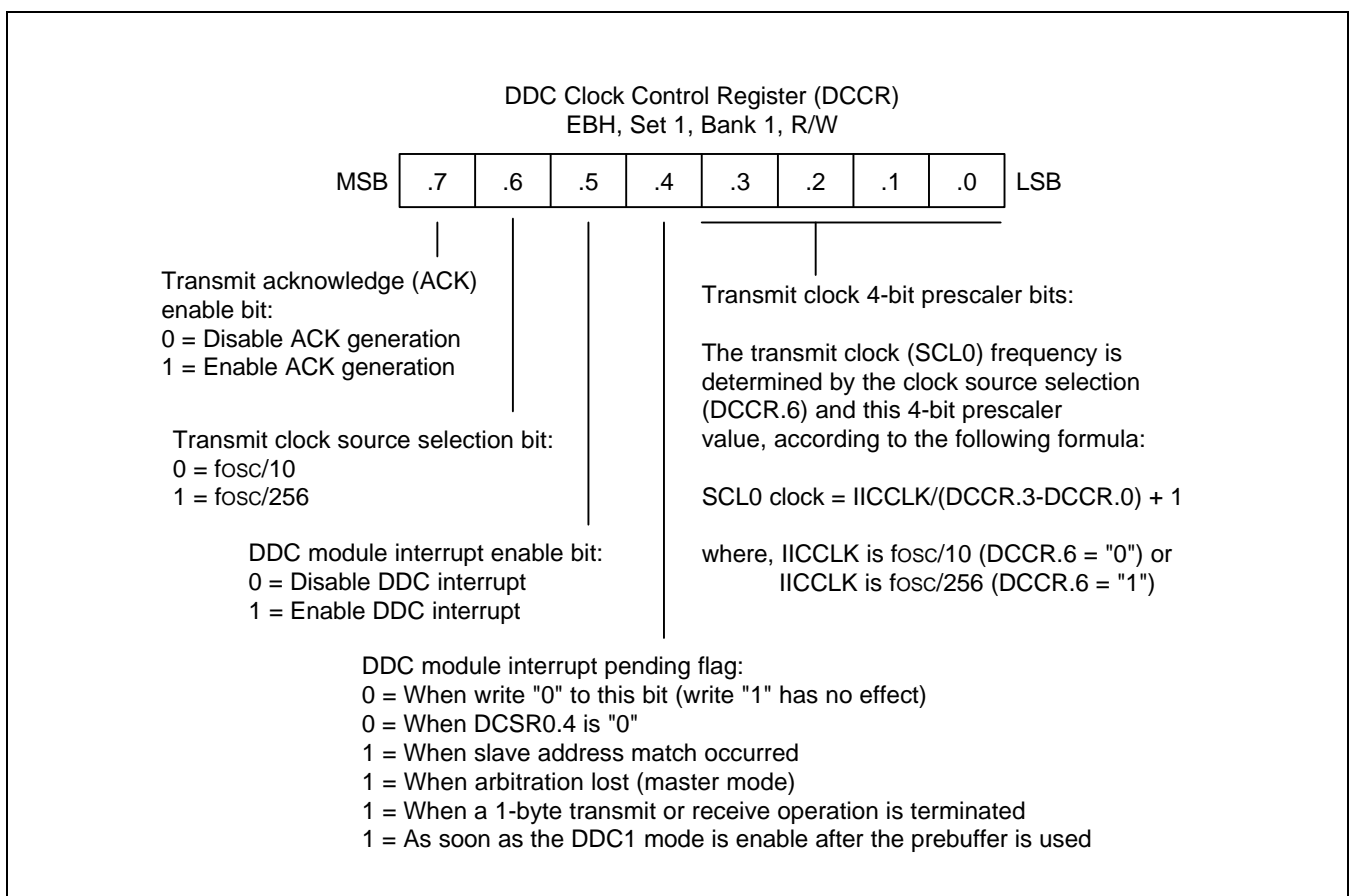 DDC Clock Control Register (DCCR)
EBH, Set 1, Bank 1, R/W
MSB .7 .6 .5 .4 .3 .2 .1 .0 LSB
Transmit acknowledge (ACK)
enable bit:
0 = Disable ACK generation
1 = Enable ACK generation
Transmit clock source selection bit:
0 = fOSC/10
1 = fOSC/256
DDC module interrupt enable bit:
0 = Disable DDC interrupt
1 = Enable DDC interrupt
DDC module interrupt pending flag:
0 = When write "0" to this bit (write "1" has no effect)
0 = When DCSR0.4 is "0"
1 = When slave address match occurred
1 = When arbitration lost (master mode)
1 = When a 1-byte transmit or receive operation is terminated
1 = As soon as the DDC1 mode is enable after the prebuffer is used
Transmit clock 4-bit prescaler bits:
The transmit clock (SCL0) frequency is
determined by the clock source selection
(DCCR.6) and this 4-bit prescaler
value, according to the following formula:
SCL0 clock = IICCLK/(DCCR.3-DCCR.0) + 1
where, IICCLK is fOSC/10 (DCCR.6 = "0") or
IICCLK is fOSC/256 (DCCR.6 = "1")